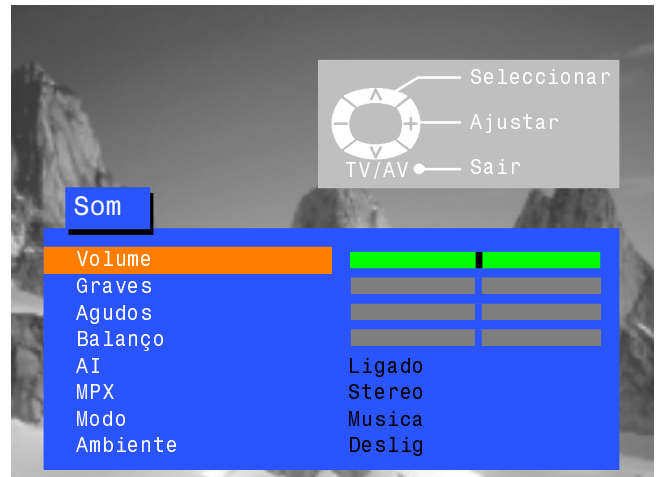 Seleccionar
- + Ajustar
TV/AV Sair
Som
Volume
Graves
Agudos
Balanço
AI Ligado
MPX Stereo
Modo Musica
Ambiente Deslig